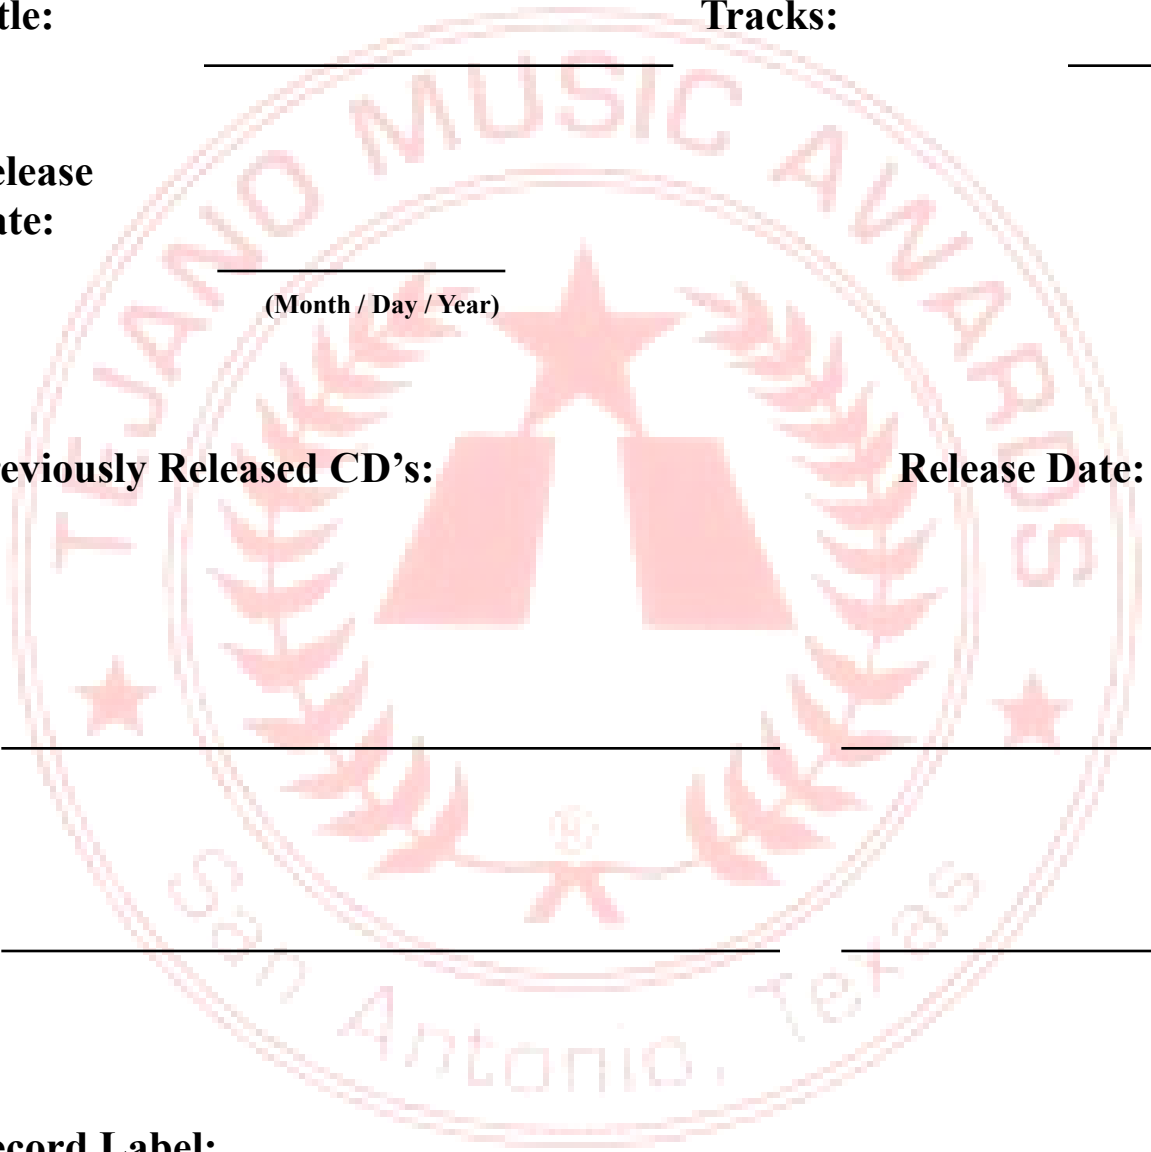 tle: Tracks:
elease
ate:
(Month / Day / Year)
eviously Released CD’s: Release Date:
ecord Label:
TEJANO MUSIC AWARDS
San Antonio, Texas
®